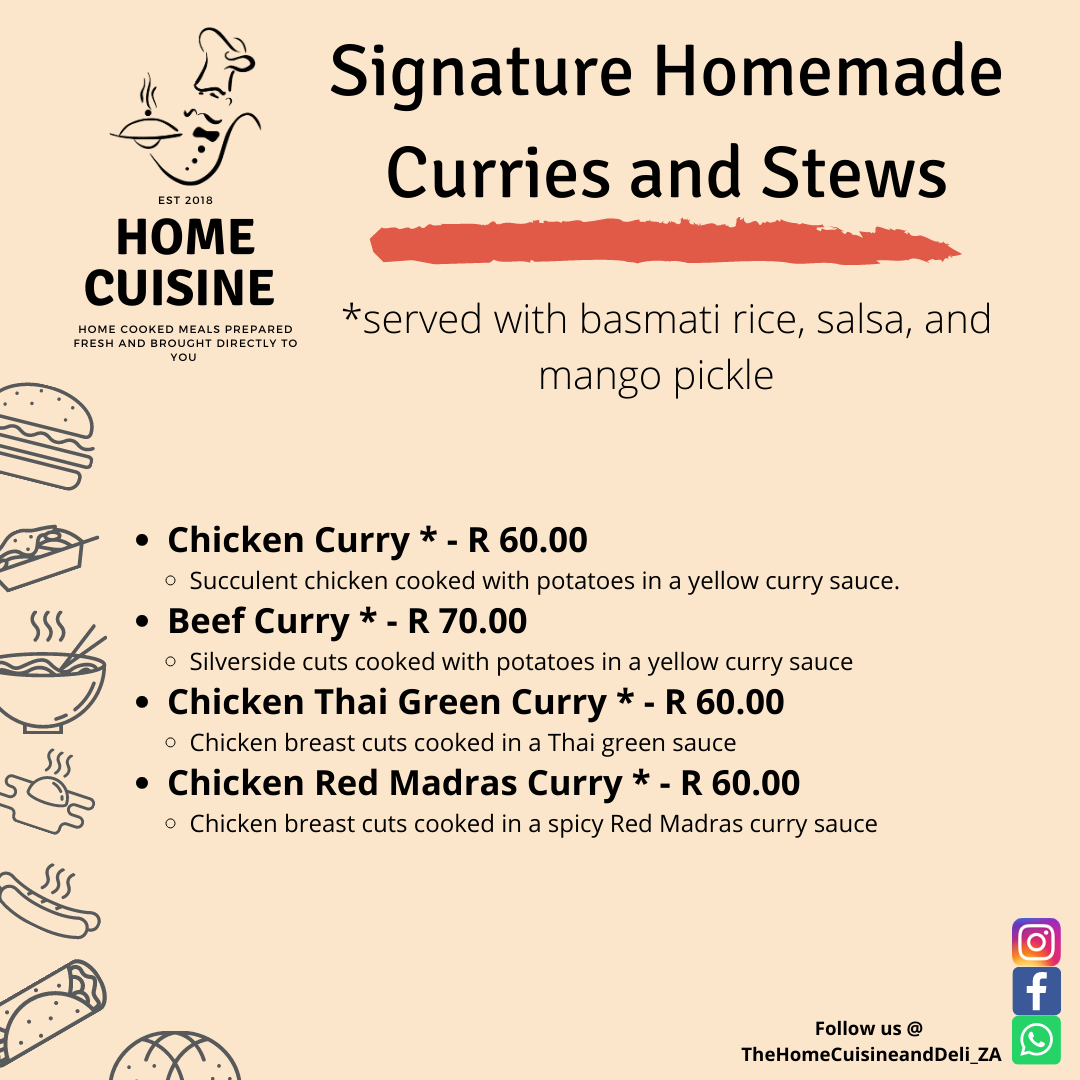 Signature Homemade
Curries and Stews
EST 2018
HOME
CUISINE
HOME COOKED MEALS PREPARED
FRESH AND BROUGHT DIRECTLY TO
YOU
*served with basmati rice, salsa, and
mango pickle
• Chicken Curry * - R 60.00
◦ Succulent chicken cooked with potatoes in a yellow curry sauce.
• Beef Curry * - R 70.00
◦ Silverside cuts cooked with potatoes in a yellow curry sauce
• Chicken Thai Green Curry * - R 60.00
◦ Chicken breast cuts cooked in a Thai green sauce
• Chicken Red Madras Curry * - R 60.00
◦ Chicken breast cuts cooked in a spicy Red Madras curry sauce
Follow us @
TheHomeCuisineandDeli_ZA